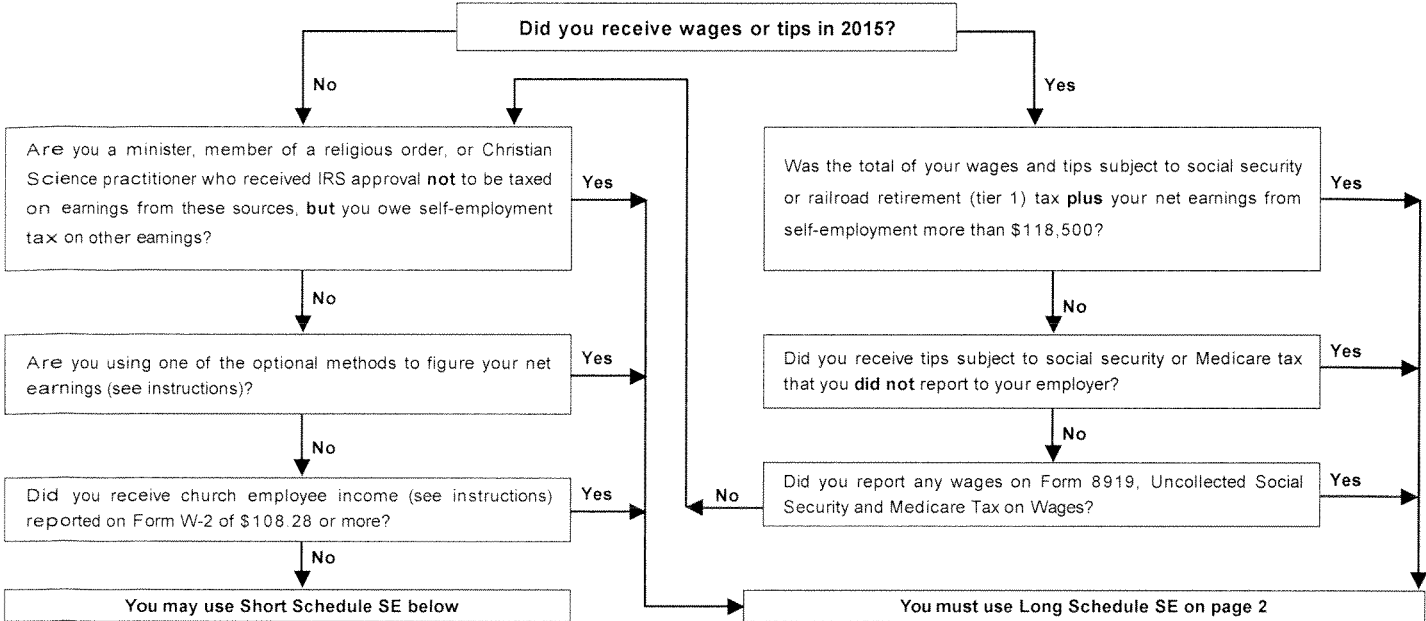 Did you receive wages or tips in 2015?
No
Yes
Are you a minister, member of a religious order, or Christian
Science practitioner who received IRS approval not to be taxed
on earnings from these sources, but you owe self-employment
tax on other earnings?
Yes
No
Are you using one of the optional methods to figure your net
earnings (see instructions)?
Yes
No
Did you receive church employee income (see instructions)
reported on Form W-2 of $108.28 or more?
Yes
No
You may use Short Schedule SE below
Was the total of your wages and tips subject to social security
or railroad retirement (tier 1) tax plus your net earnings from
self-employment more than $118,500?
Yes
No
Did you receive tips subject to social security or Medicare tax
that you did not report to your employer?
Yes
No
Did you report any wages on Form 8919, Uncollected Social
Security and Medicare Tax on Wages?
Yes
No
You must use Long Schedule SE on page 2